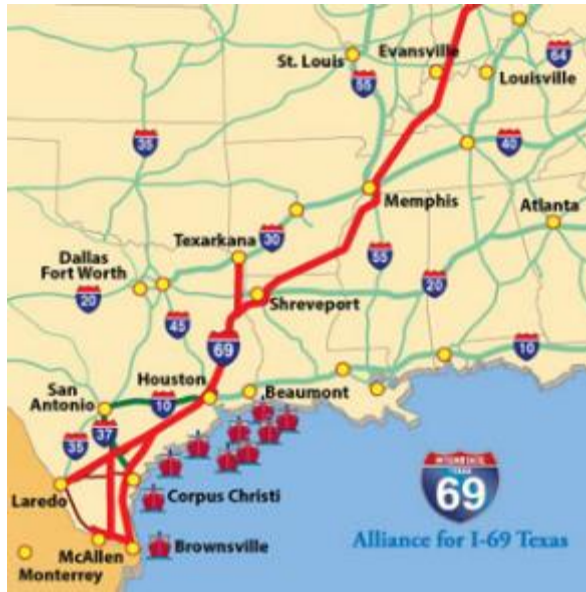 St. Louis
Evansville
64
Louisville
55
35
40
Memphis
Atlanta
Texarkana
30
Dallas
Fort Worth
55
20
20
Shreveport
45
69
10
Houston
San
Antonio
10
Beaumont
37
35
Laredo
Corpus Christi
INTERSTATE
TEXAS
69
Alliance for I-69 Texas
McAllen
Brownsville
Monterrey